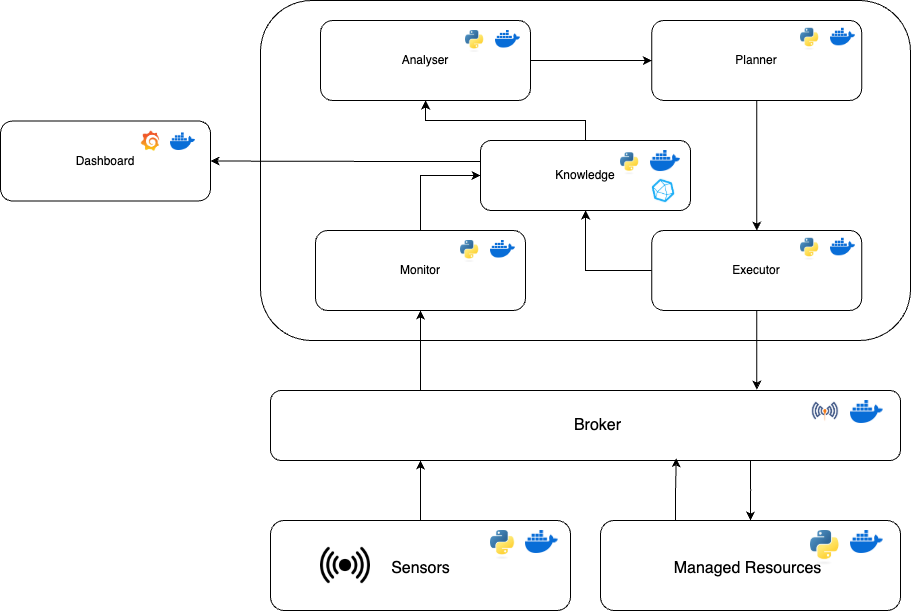 Analyser
Planner
Dashboard
Knowledge
Monitor
Executor
Broker
Sensors
Managed Resources